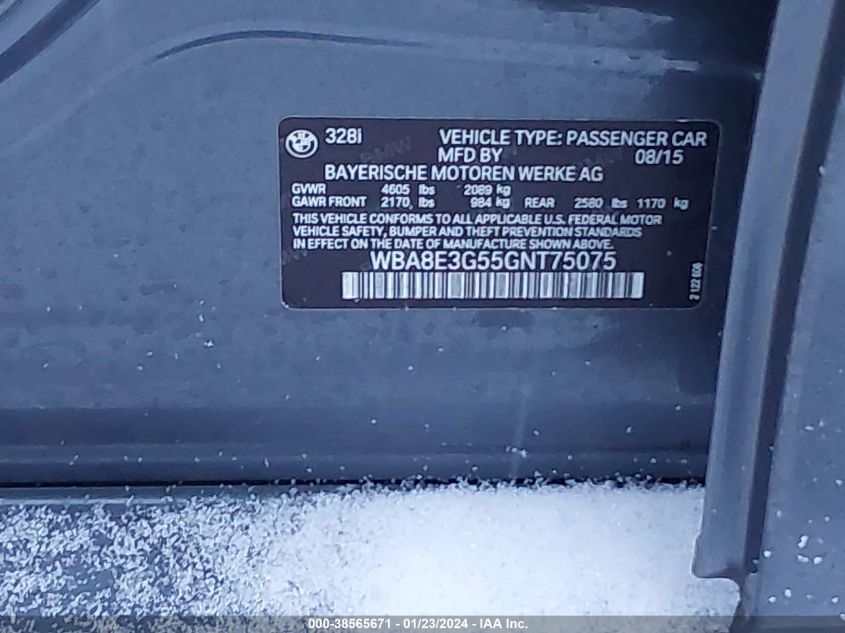 328i VEHICLE TYPE: PASSENGER CAR
MFD BY 08/15
BAYERISCHE MOTOREN WERKE AG
GVWR 4605 lbs 2089 kg
GAWR FRONT 2170 lbs 984 kg REAR 2580 lbs 1170 kg
THIS VEHICLE CONFORMS TO ALL APPLICABLE U.S. FEDERAL MOTOR
VEHICLE SAFETY, BUMPER AND THEFT PREVENTION STANDARDS
IN EFFECT ON THE DATE OF MANUFACTURE SHOWN ABOVE.
WBA8E3G55GNT75075
000-38565671 - 01/23/2024 - IAA Inc.